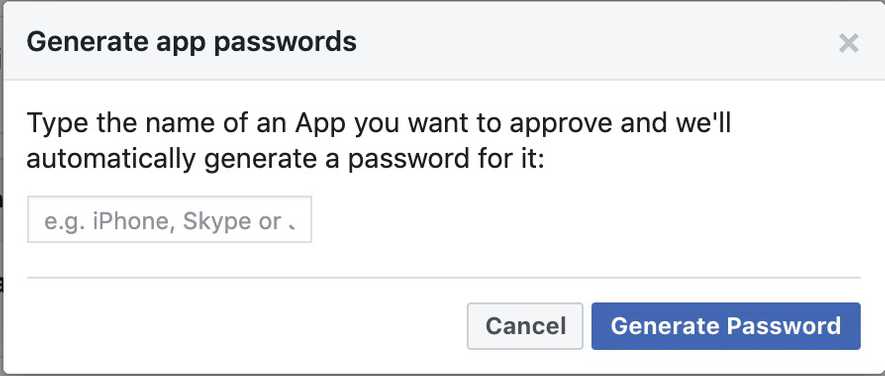 Generate app passwords
Type the name of an App you want to approve and we'll
automatically generate a password for it:
e.g. iPhone, Skype or
Cancel
Generate Password